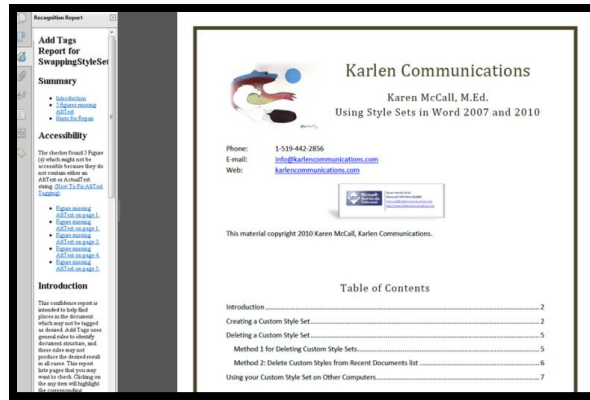 Recognition Report
Add Tags
Report for
SwappingStyleSet
Summary
Introduction
5 figures missing
AltText
Hints for Repair
Accessibility
The checker found 5 Figure
(s) which might not be
accessible because they do
not contain either an
AltText or ActualText
string. (How To Fix AltText
Tagging)
Figure missing
AltText on page 1.
Figure missing
AltText on page 1.
Figure missing
AltText on page 3.
Figure missing
AltText on page 4.
Figure missing
AltText on page 5.
Introduction
This confidence report is
intended to help find
places in the document
which may not be tagged
as desired. Add Tags uses
general rules to identify
document structure, and
these rules may not
produce the desired result
in all cases. This report
lists pages that you may
want to check. Clicking on
the any item will highlight
the corresponding
Karlen Communications
Karen McCall, M.Ed.
Using Style Sets in Word 2007 and 2010
Phone: 1-519-442-2856
E-mail: info@karlencommunications.com
Web: karlencommunications.com
This material copyright 2010 Karen McCall, Karlen Communications.
Table of Contents
Introduction 2
Creating a Custom Style Set 2
Deleting a Custom Style Set 5
Method 1 for Deleting Custom Style Sets 5
Method 2: Delete Custom Styles from Recent Documents list 6
Using your Custom Style Set on Other Computers 7